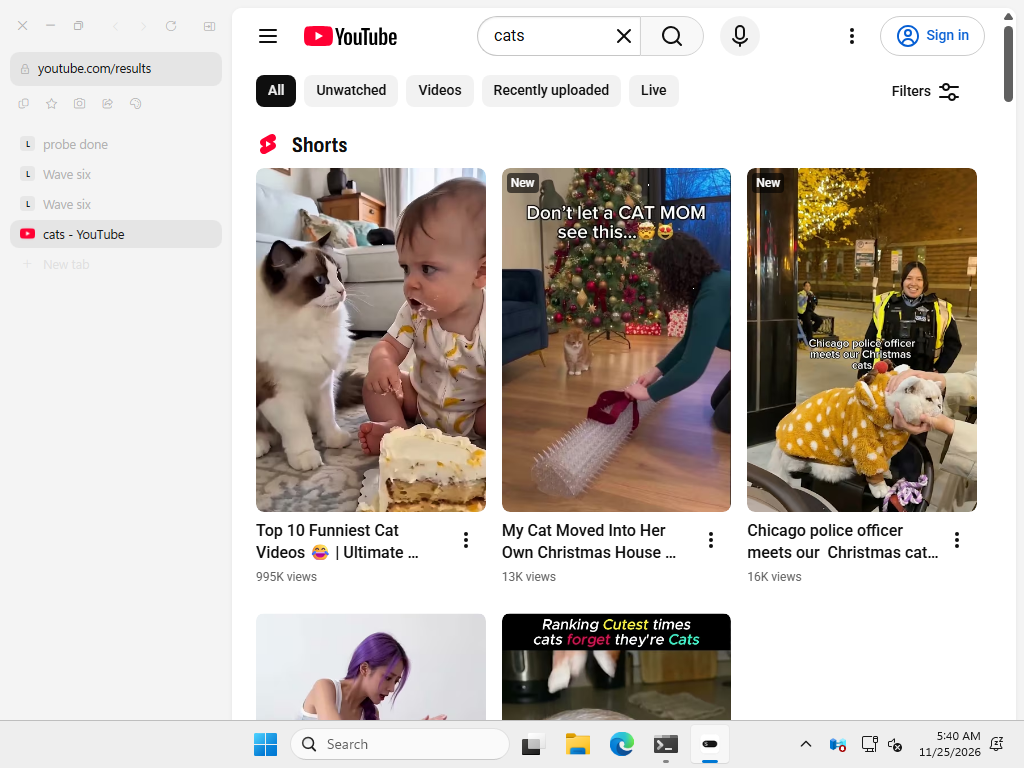 youtube.com/results
probe done
Wave six
Wave six
cats - YouTube
New tab
YouTube
cats
Sign in
All
Unwatched
Videos
Recently uploaded
Live
Filters
Shorts
New
Don't let a CAT MOM
see this...🤯😻
New
Chicago police officer
meets our Christmas
cats
Top 10 Funniest Cat
Videos 😂 | Ultimate ...
995K views
My Cat Moved Into Her
Own Christmas House ...
13K views
Chicago police officer
meets our Christmas cat...
16K views
Ranking Cutest times
cats forget they're Cats
Search
5:40 AM
11/25/2026